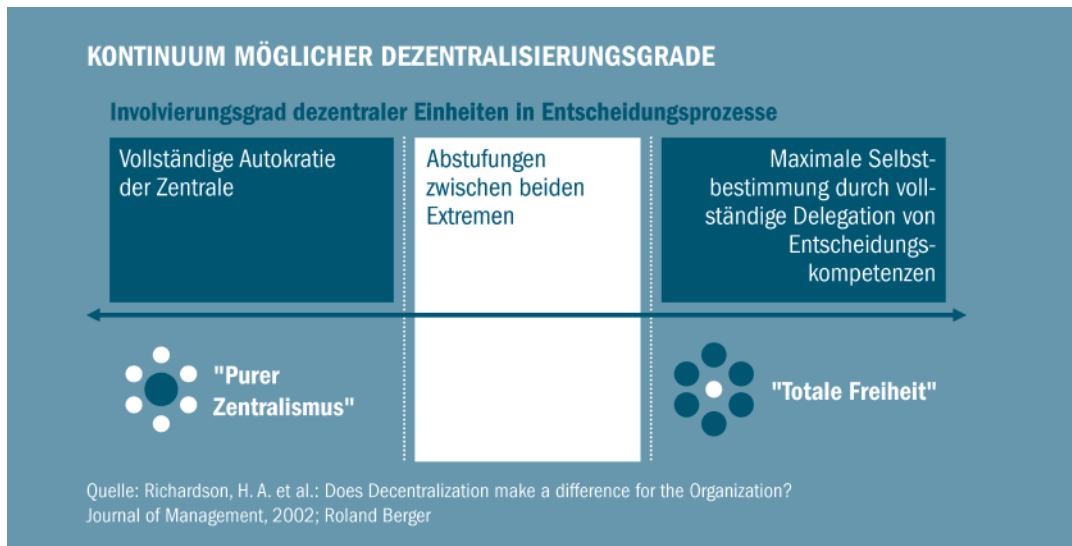 KONTINUUM MÖGLICHER DEZENTRALISIERUNGSGRADE
Involvierungsgrad dezentraler Einheiten in Entscheidungsprozesse
Vollständige Autokratie
der Zentrale
Abstufungen
zwischen beiden
Extremen
Maximale Selbst-
bestimmung durch voll-
ständige Delegation von
Entscheidungs-
kompetenzen
"Purer
Zentralismus"
"Totale Freiheit"
Quelle: Richardson, H. A. et al.: Does Decentralization make a difference for the Organization?
Journal of Management, 2002; Roland Berger